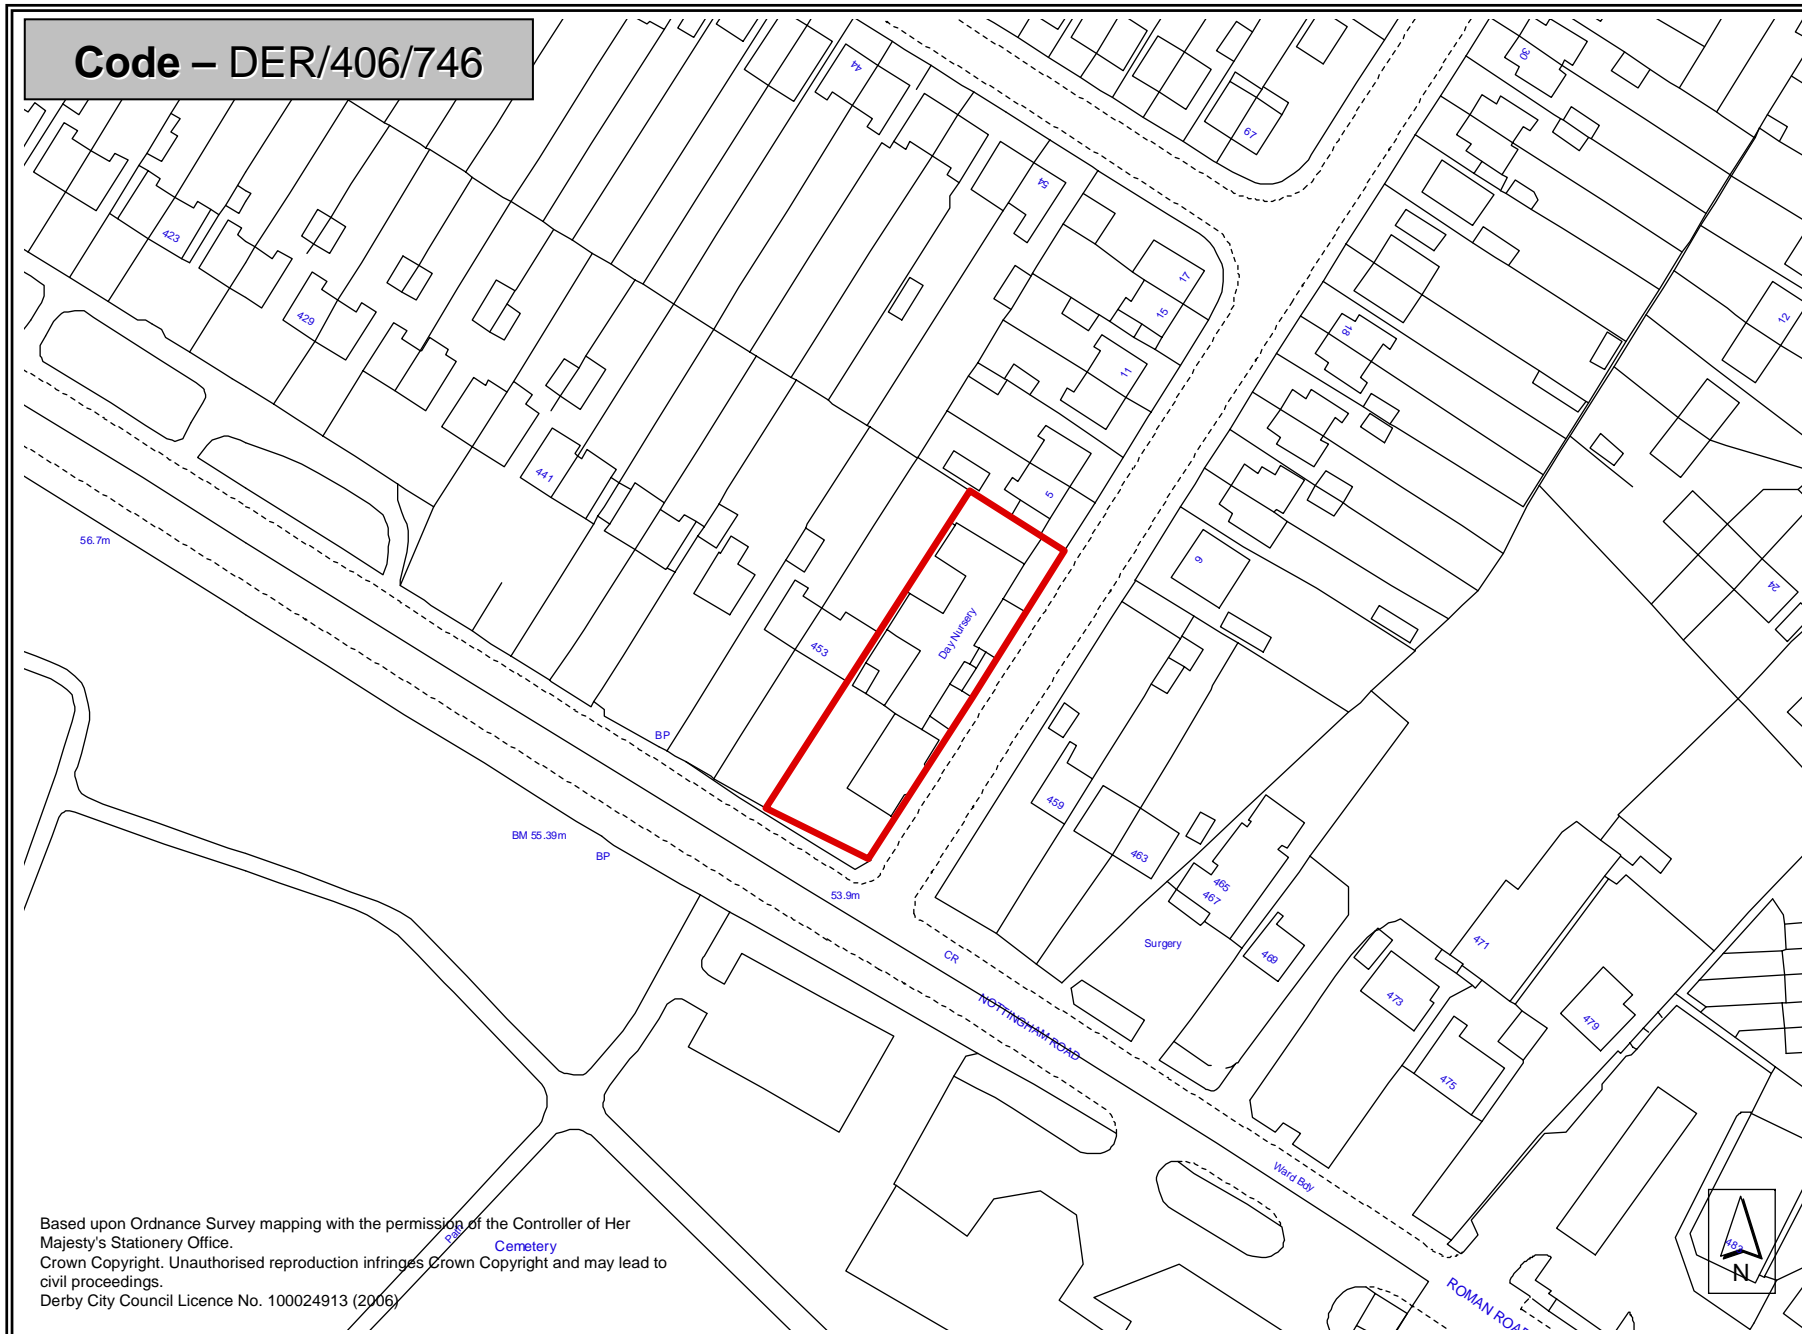 Code – DER/406/746
44
67
30
54
423
17
15
12
429
18
11
441
5
6
24
56.7m
Day Nursery
453
BP
459
BM 55.39m
BP
463
465
467
53.9m
Surgery
469
471
CR
473
479
NOTTINGHAM ROAD
475
Ward Bdy
Path
Cemetery
483
N
ROMAN ROAD
Based upon Ordnance Survey mapping with the permission of the Controller of Her
Majesty's Stationery Office.
Crown Copyright. Unauthorised reproduction infringes Crown Copyright and may lead to
civil proceedings.
Derby City Council Licence No. 100024913 (2006)